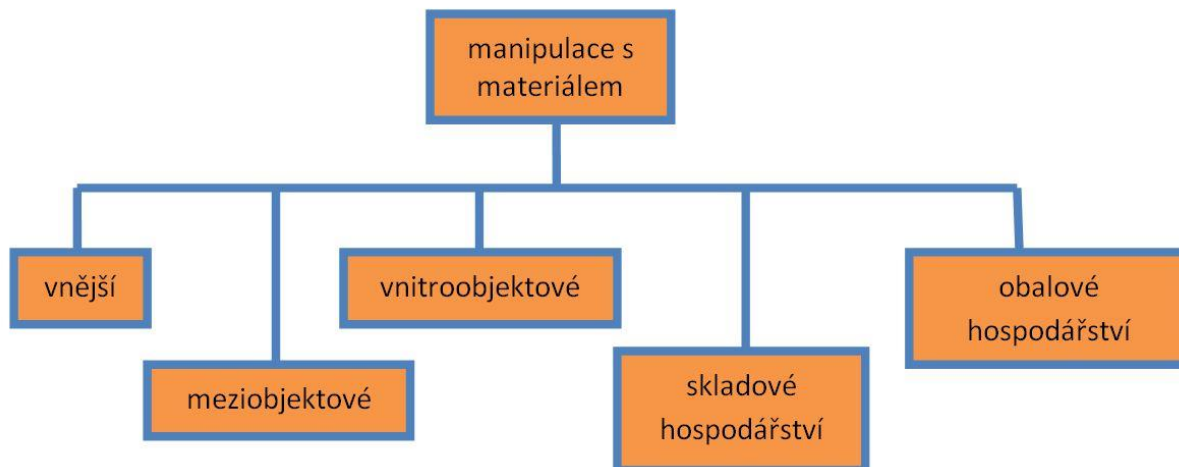 manipulace s
materiálem
vnější
meziobjektové
vnitroobjektové
skladové
hospodářství
obalové
hospodářství